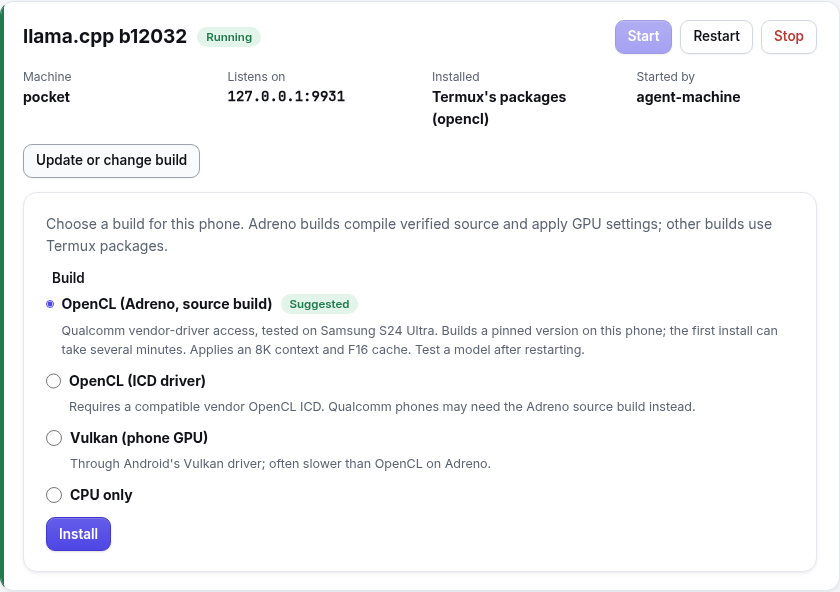 llama.cpp b12032 Running Start Restart Stop
Machine Listens on Installed Started by
pocket 127.0.0.1:9931 Termux's packages agent-machine
(opencl)
Update or change build
Choose a build for this phone. Adreno builds compile verified source and apply GPU settings; other builds use
Termux packages.
Build
OpenCL (Adreno, source build) Suggested
Qualcomm vendor-driver access, tested on Samsung S24 Ultra. Builds a pinned version on this phone; the first install can
take several minutes. Applies an 8K context and F16 cache. Test a model after restarting.
OpenCL (ICD driver)
Requires a compatible vendor OpenCL ICD. Qualcomm phones may need the Adreno source build instead.
Vulkan (phone GPU)
Through Android's Vulkan driver; often slower than OpenCL on Adreno.
CPU only
Install